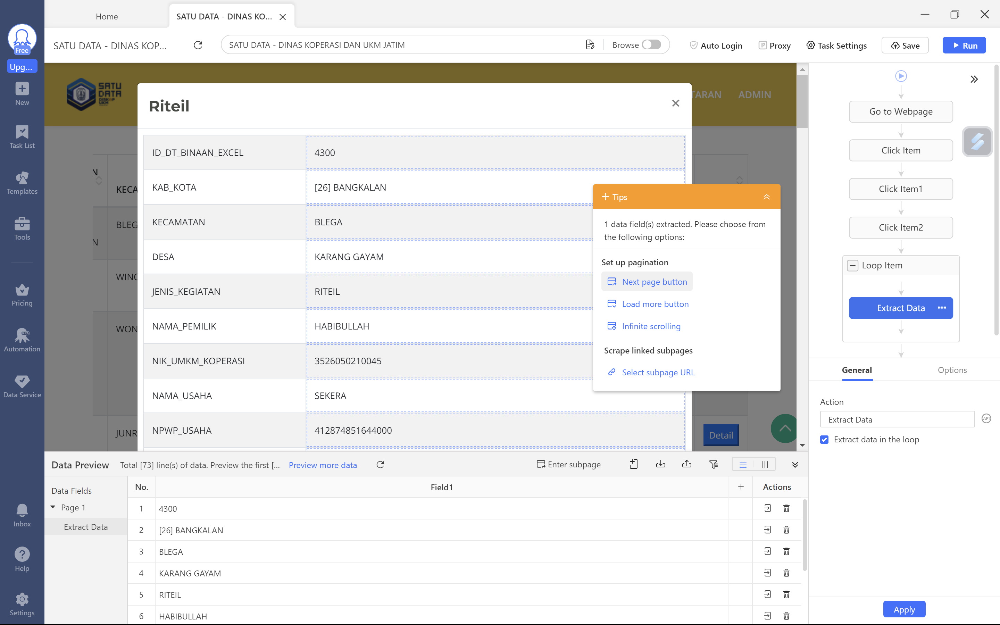 Home
SATU DATA - DINAS KO...
Free
Upg...
SATU DATA - DINAS KOP...
SATU DATA - DINAS KOPERASI DAN UKM JATIM
Browse
Auto Login
IP Proxy
Task Settings
Save
Run
New
Task List
Templates
Tools
Pricing
RPA
Automation
Data Service
Inbox
Help
Settings
SATU
DATA
TARAN
ADMIN
Riteil
ID_DT_BINAAN_EXCEL 4300
KAB_KOTA [26] BANGKALAN
KECAMATAN BLEGA
DESA KARANG GAYAM
JENIS_KEGIATAN RITEIL
NAMA_PEMILIK HABIBULLAH
NIK_UMKM_KOPERASI 3526050210045
NAMA_USAHA SEKERA
NPWP_USAHA 412874851644000
N
KECA
BLEG
N
WINO
WON
JUNR
Detail
Tips
1 data field(s) extracted. Please choose from
the following options:
Set up pagination
Next page button
Load more button
Infinite scrolling
Scrape linked subpages
Select subpage URL
Go to Webpage
Click Item
Click Item1
Click Item2
Loop Item
Extract Data
General
Options
Action
Extract Data
API
Extract data in the loop
Apply
Data Preview
Total [73] line(s) of data. Preview the first [...
Preview more data
Enter subpage
Data Fields
Page 1
Extract Data
No. Field1 + Actions
1 4300
2 [26] BANGKALAN
3 BLEGA
4 KARANG GAYAM
5 RITEIL
6 HABIBULLAH